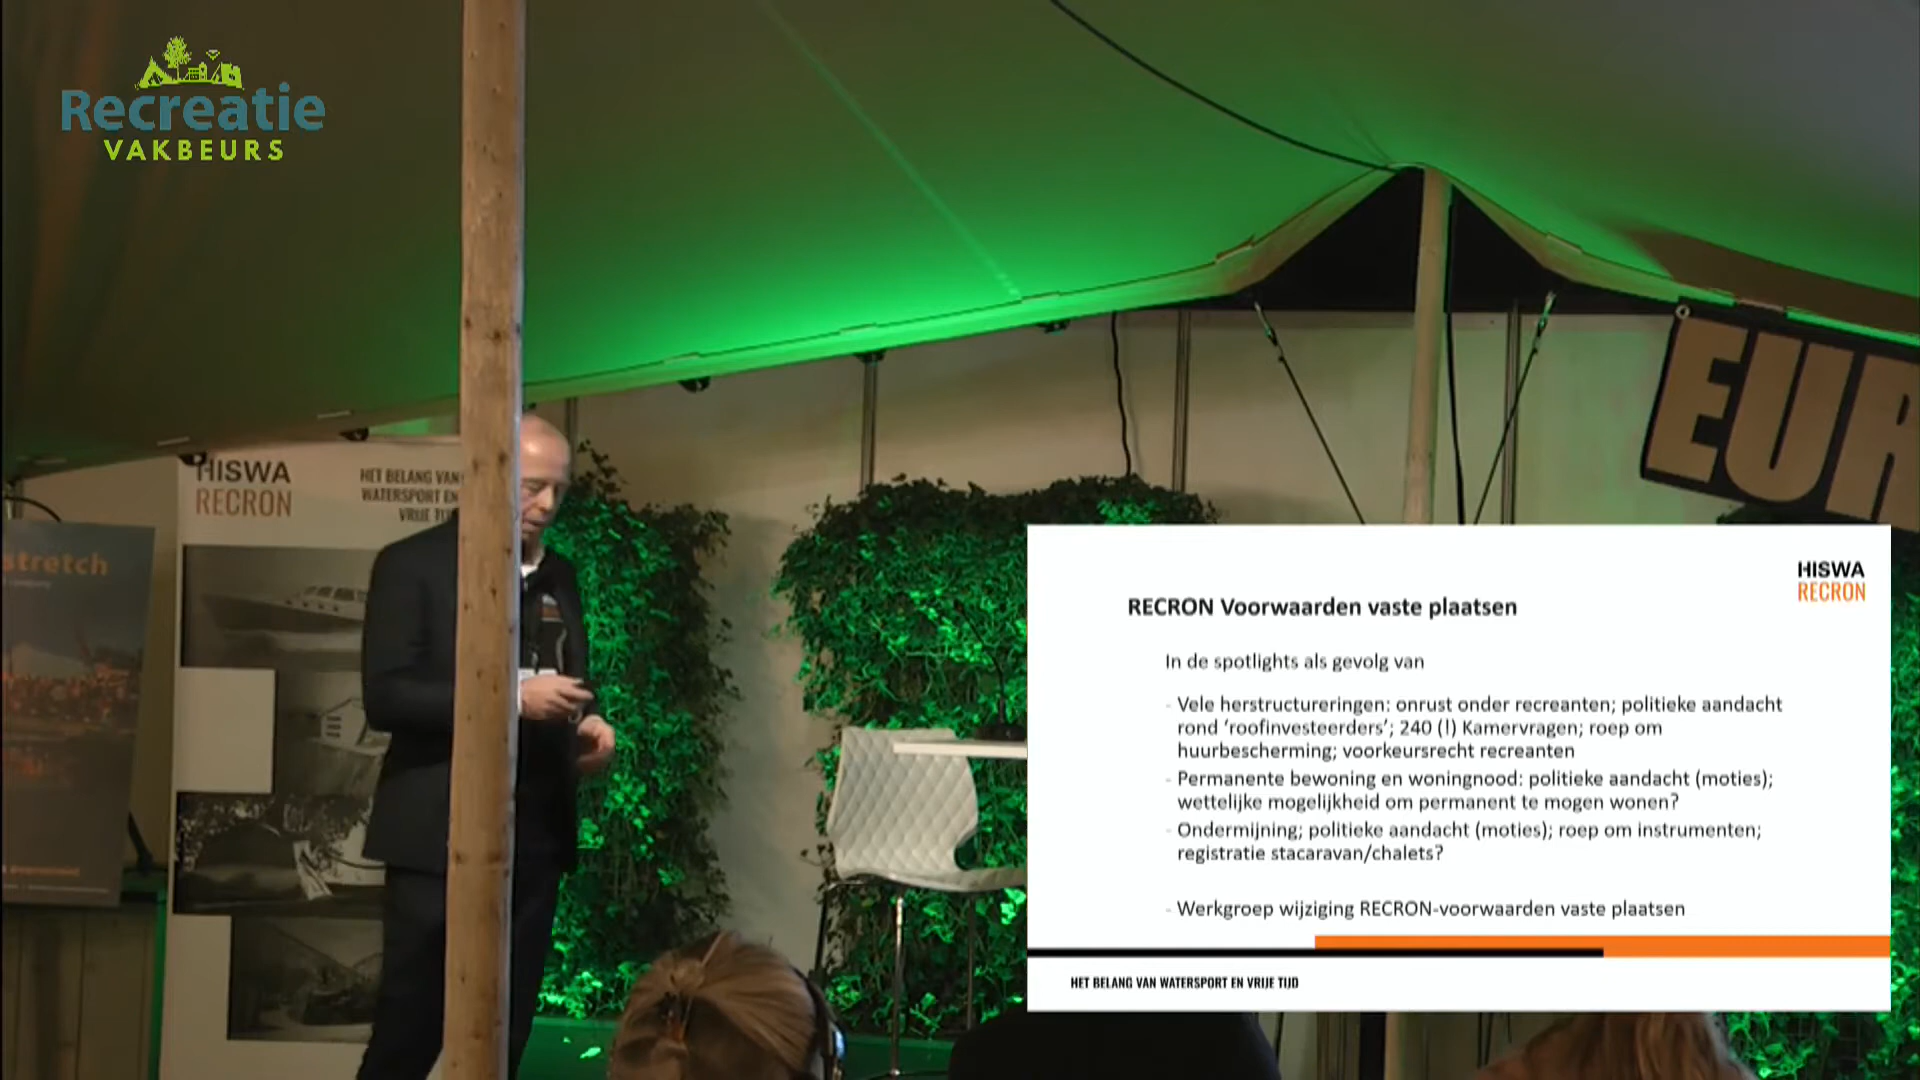 Recreatie
VAKBEURS
HISWA
RECRON
HET BELANG VAN
WATERSPORT EN
VRIJE TIJD
stretch
EUR
HISWA
RECRON
RECRON Voorwaarden vaste plaatsen
In de spotlights als gevolg van
- Vele herstructureringen: onrust onder recreanten; politieke aandacht
rond ‘roofinvesteerders’; 240 (!) Kamervragen; roep om
huurbescherming; voorkeursrecht recreanten
- Permanente bewoning en woningnood: politieke aandacht (moties);
wettelijke mogelijkheid om permanent te mogen wonen?
- Ondermijning; politieke aandacht (moties); roep om instrumenten;
registratie stacaravan/chalets?
- Werkgroep wijziging RECRON-voorwaarden vaste plaatsen
HET BELANG VAN WATERSPORT EN VRIJE TIJD